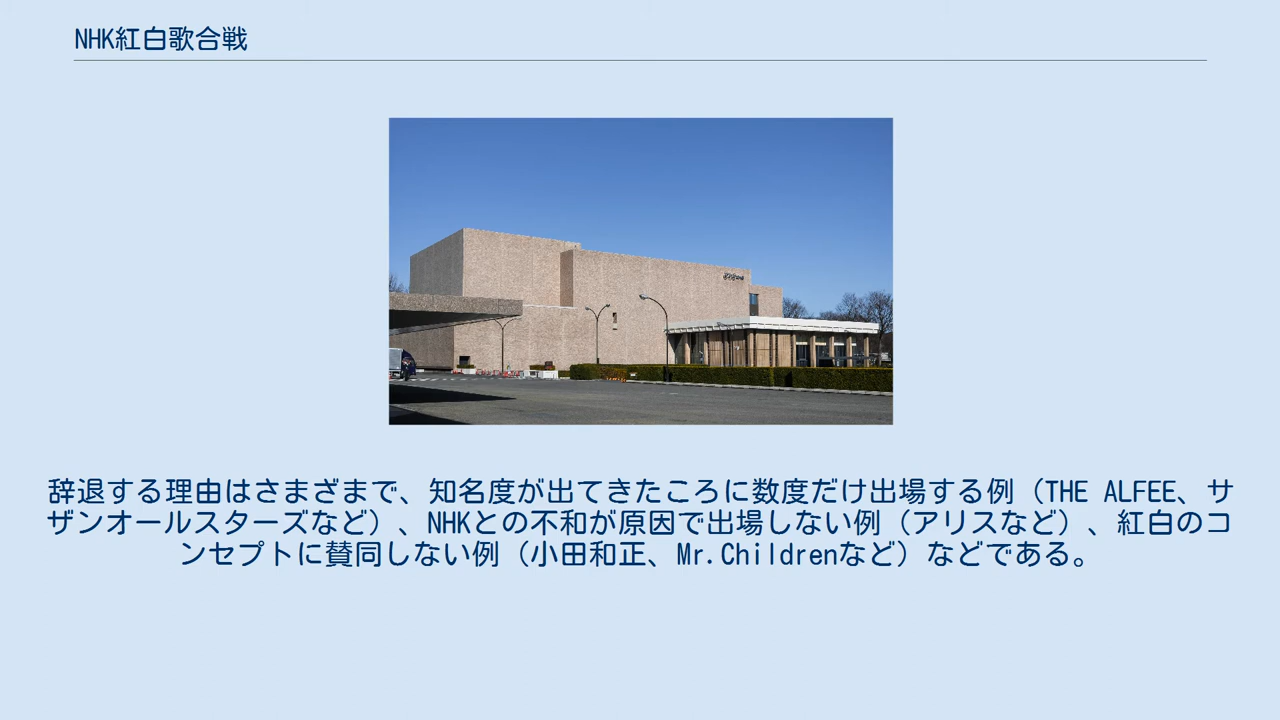 NHK紅白歌合戦
辞退する理由はさまざまで、知名度が出てきたころに数度だけ出場する例（THE ALFEE、サ
ザンオールスターズなど）、NHKとの不和が原因で出場しない例（アリスなど）、紅白のコ
ンセプトに賛同しない例（小田和正、Mr.Childrenなど）などである。